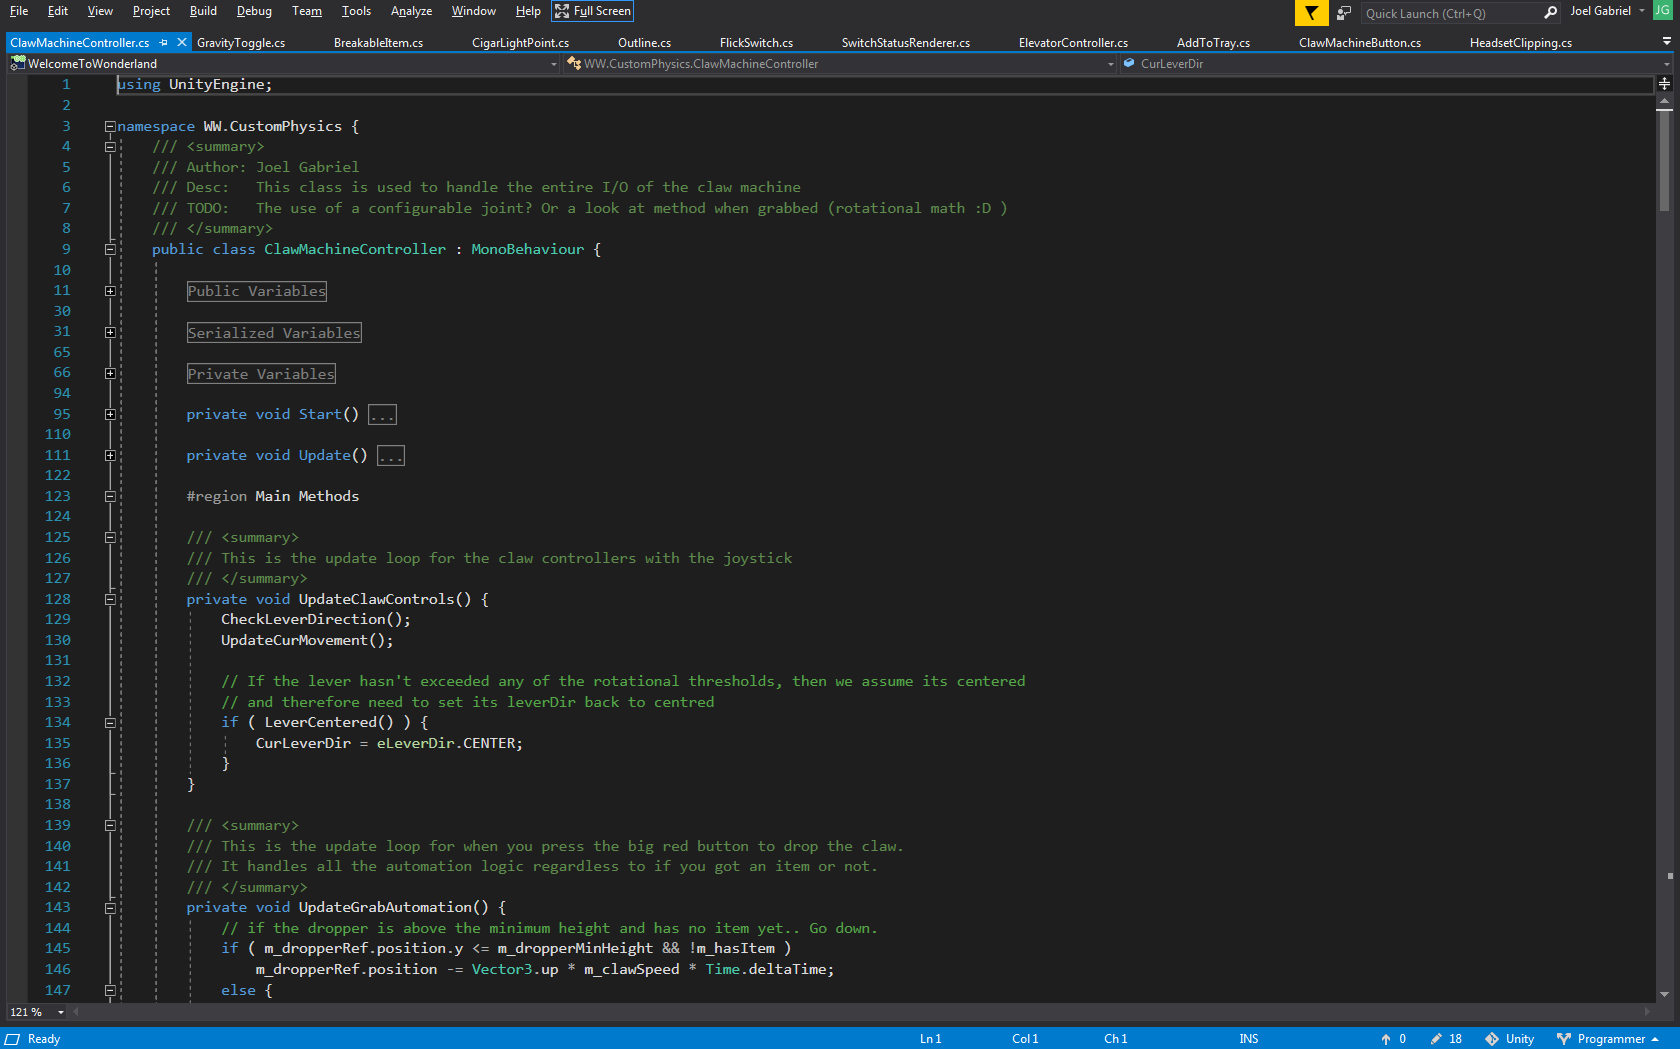 File Edit View Project Build Debug Team Tools Analyze Window Help Full Screen Quick Launch (Ctrl+Q) Joel Gabriel JG
ClawMachineController.cs GravityToggle.cs BreakableItem.cs CigarLightPoint.cs Outline.cs FlickSwitch.cs SwitchStatusRenderer.cs ElevatorController.cs AddToTray.cs ClawMachineButton.cs HeadsetClipping.cs
WelcomeToWonderland WW.CustomPhysics.ClawMachineController CurLeverDir
1 using UnityEngine;
2
3 namespace WW.CustomPhysics {
4 /// <summary>
5 /// Author: Joel Gabriel
6 /// Desc: This class is used to handle the entire I/O of the claw machine
7 /// TODO: The use of a configurable joint? Or a look at method when grabbed (rotational math :D )
8 /// </summary>
9 public class ClawMachineController : MonoBehaviour {
10
11 Public Variables
30
31 Serialized Variables
65
66 Private Variables
94
95 private void Start() ...
110
111 private void Update() ...
122
123 #region Main Methods
124
125 /// <summary>
126 /// This is the update loop for the claw controllers with the joystick
127 /// </summary>
128 private void UpdateClawControls() {
129 CheckLeverDirection();
130 UpdateCurMovement();
131
132 // If the lever hasn't exceeded any of the rotational thresholds, then we assume its centered
133 // and therefore need to set its leverDir back to centred
134 if ( LeverCentered() ) {
135 CurLeverDir = eLeverDir.CENTER;
136 }
137 }
138
139 /// <summary>
140 /// This is the update loop for when you press the big red button to drop the claw.
141 /// It handles all the automation logic regardless to if you got an item or not.
142 /// </summary>
143 private void UpdateGrabAutomation() {
144 // if the dropper is above the minimum height and has no item yet.. Go down.
145 if ( m_dropperRef.position.y <= m_dropperMinHeight && !m_hasItem )
146 m_dropperRef.position -= Vector3.up * m_clawSpeed * Time.deltaTime;
147 else {
121 %
Ready Ln 1 Col 1 Ch 1 INS 0 18 Unity Programmer